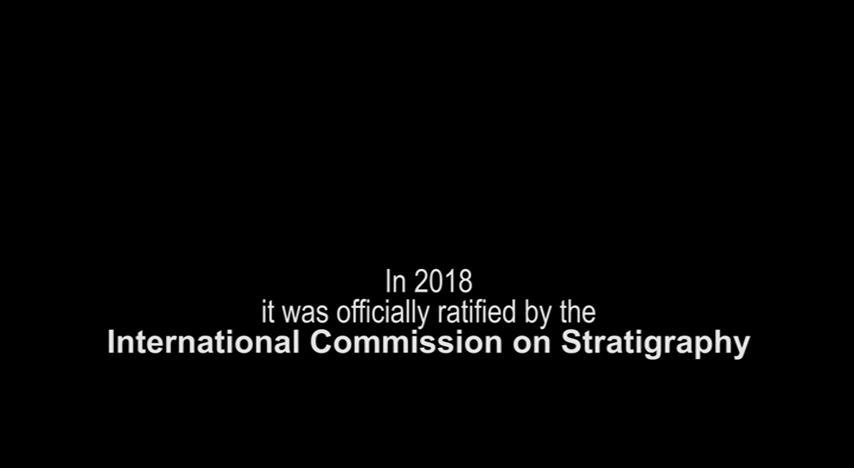 In 2018
it was officially ratified by the
International Commission on Stratigraphy